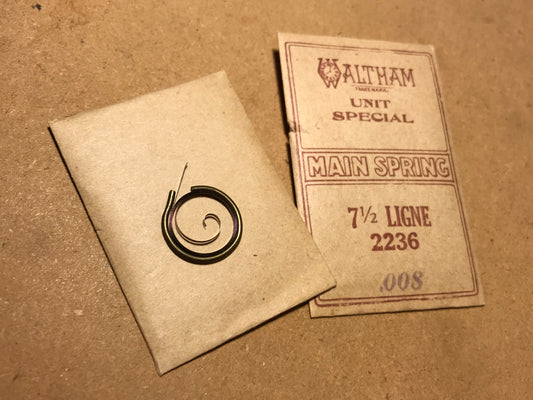 WALTHAM
TRADE MARK
UNIT
SPECIAL
MAIN SPRING
7½ LIGNE
2236
.008